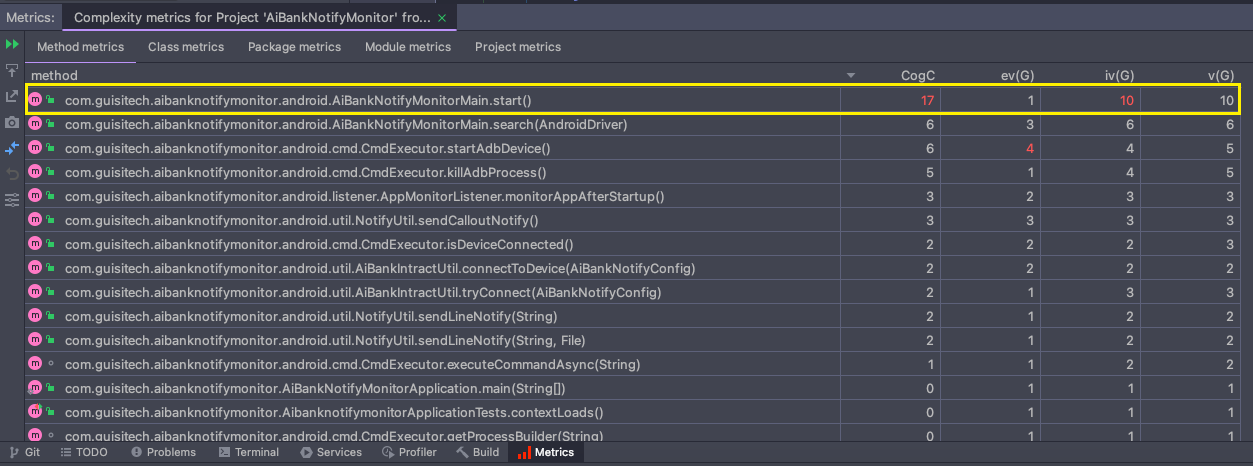 Metrics: Complexity metrics for Project 'AiBankNotifyMonitor' fro... ×
Method metrics Class metrics Package metrics Module metrics Project metrics
method CogC ev(G) iv(G) v(G)
com.guisitech.aibanknotifymonitor.android.AiBankNotifyMonitorMain.start() 17 1 10 10
com.guisitech.aibanknotifymonitor.android.AiBankNotifyMonitorMain.search(AndroidDriver) 6 3 6 6
com.guisitech.aibanknotifymonitor.android.cmd.CmdExecutor.startAdbDevice() 6 4 4 5
com.guisitech.aibanknotifymonitor.android.cmd.CmdExecutor.killAdbProcess() 5 1 4 5
com.guisitech.aibanknotifymonitor.android.listener.AppMonitorListener.monitorAppAfterStartup() 3 2 3 3
com.guisitech.aibanknotifymonitor.android.util.NotifyUtil.sendCalloutNotify() 3 3 3 3
com.guisitech.aibanknotifymonitor.android.cmd.CmdExecutor.isDeviceConnected() 2 2 2 3
com.guisitech.aibanknotifymonitor.android.util.AiBankIntractUtil.connectToDevice(AiBankNotifyConfig) 2 2 2 2
com.guisitech.aibanknotifymonitor.android.util.AiBankIntractUtil.tryConnect(AiBankNotifyConfig) 2 1 3 3
com.guisitech.aibanknotifymonitor.android.util.NotifyUtil.sendLineNotify(String) 2 1 2 2
com.guisitech.aibanknotifymonitor.android.util.NotifyUtil.sendLineNotify(String, File) 2 1 2 2
com.guisitech.aibanknotifymonitor.android.cmd.CmdExecutor.executeCommandAsync(String) 1 1 2 2
com.guisitech.aibanknotifymonitor.AiBankNotifyMonitorApplication.main(String[]) 0 1 1 1
com.guisitech.aibanknotifymonitor.AibanknotifymonitorApplicationTests.contextLoads() 0 1 1 1
com.guisitech.aibanknotifymonitor.android.cmd.CmdExecutor.getProcessBuilder(String) 0 1 1 1
Git TODO Problems Terminal Services Profiler Build Metrics